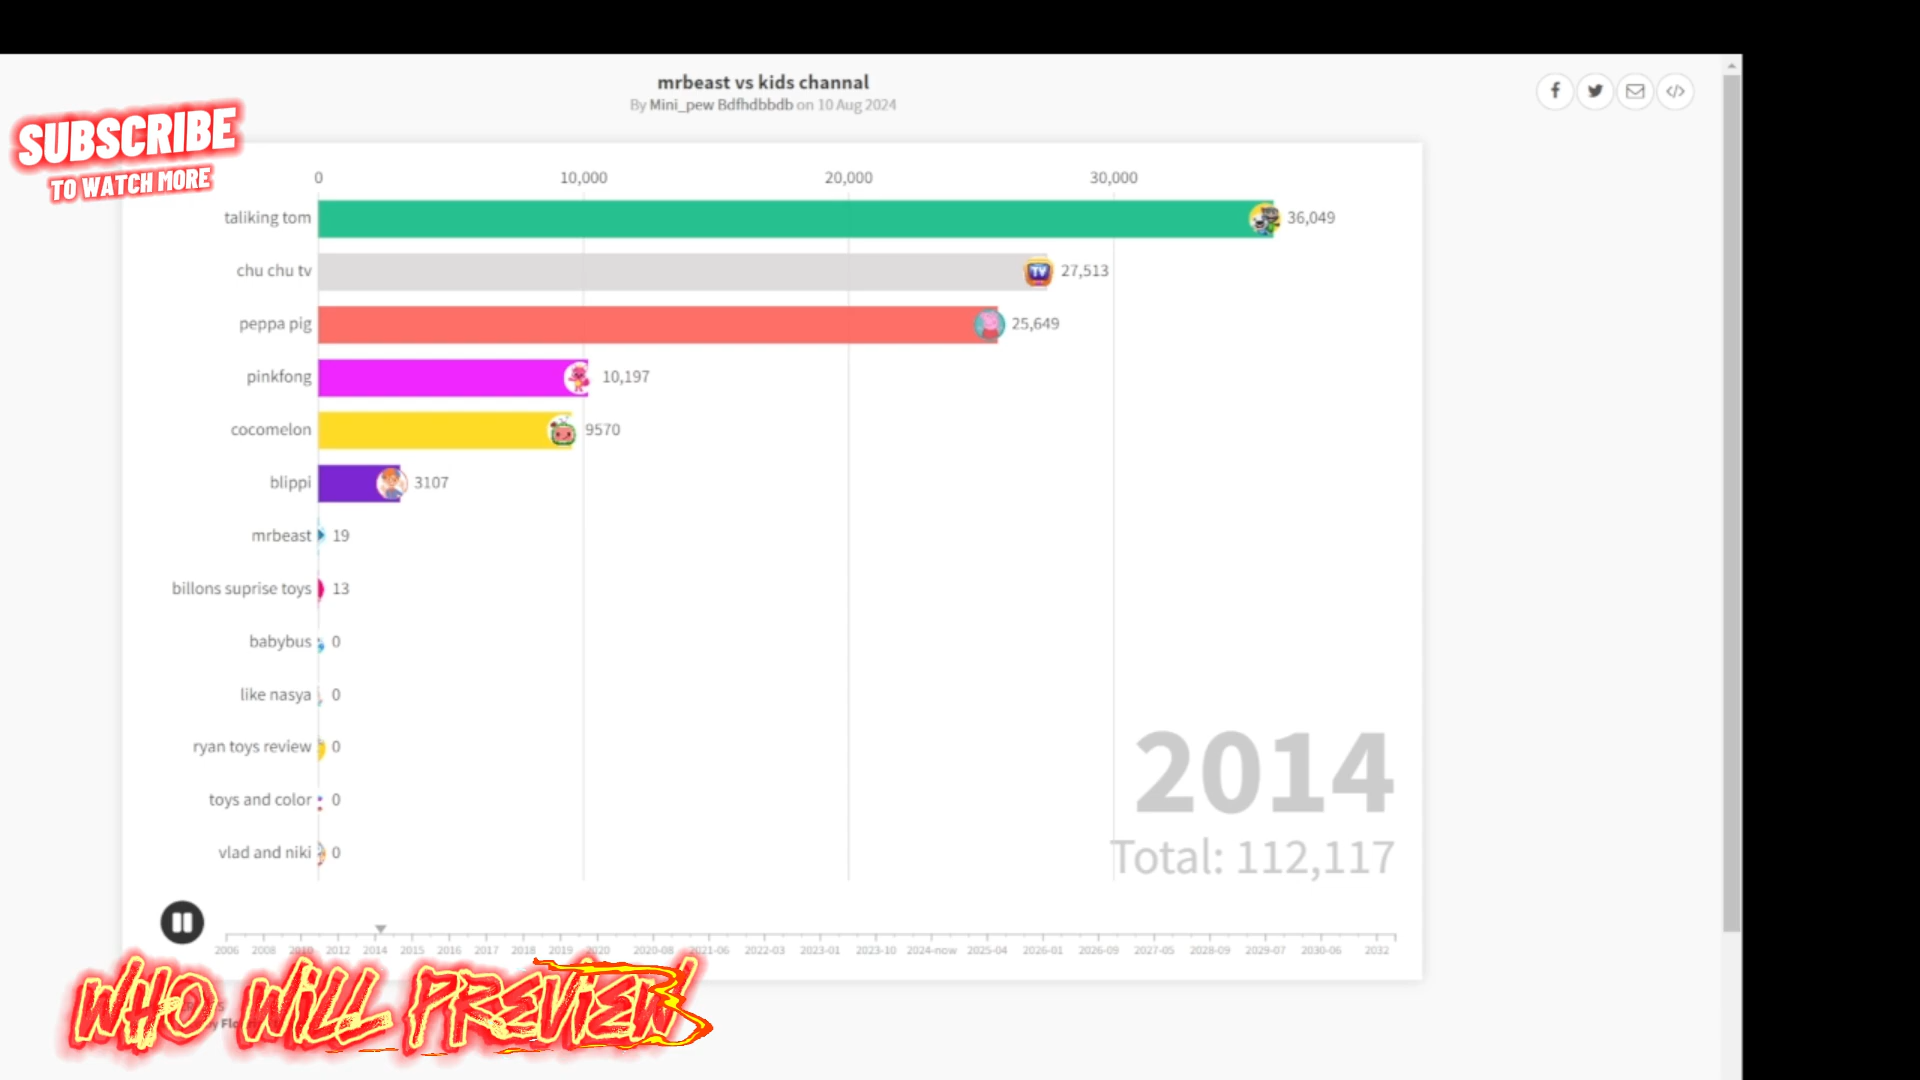 mrbeast vs kids channal
By Mini_pew Bdfhdbbdb on 10 Aug 2024
SUBSCRIBE
TO WATCH MORE
0 10,000 20,000 30,000
taliking tom 36,049
chu chu tv TV 27,513
peppa pig 25,649
pinkfong 10,197
cocomelon 9570
blippi 3107
mrbeast 19
billons suprise toys 13
babybus 0
like nasya 0
ryan toys review 0
toys and color 0
vlad and niki 0
2014
Total: 112,117
2006 2008 2010 2012 2014 2015 2016 2017 2018 2019 2020 2020-08 2021-06 2022-03 2023-01 2023-10 2024-now 2025-04 2026-01 2026-09 2027-05 2028-09 2029-07 2030-06 2032
WHO WILL PREVIEW